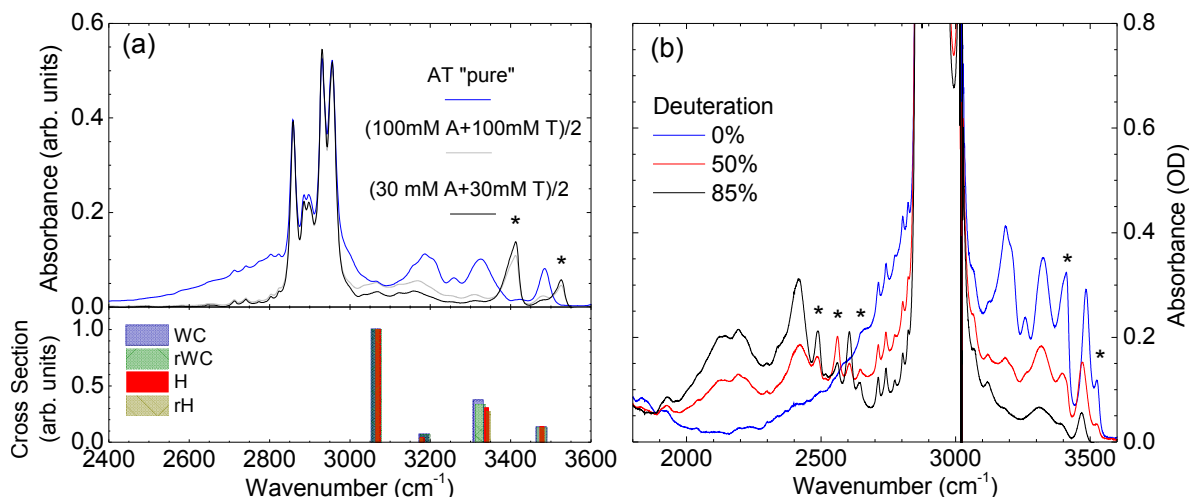 (a)
AT "pure"
(100mM A+100mM T)/2
(30 mM A+30mM T)/2
*
*
Absorbance (arb. units)
0.6
0.4
0.2
0.0
WC
rWC
H
rH
Cross Section
(arb. units)
1.0
0.5
0.0
2400 2600 2800 3000 3200 3400 3600
Wavenumber (cm-1)
(b)
Deuteration
0%
50%
85%
* * *
*
*
0.8
0.6
0.4
0.2
0.0
Absorbance (OD)
2000 2500 3000 3500
Wavenumber (cm-1)